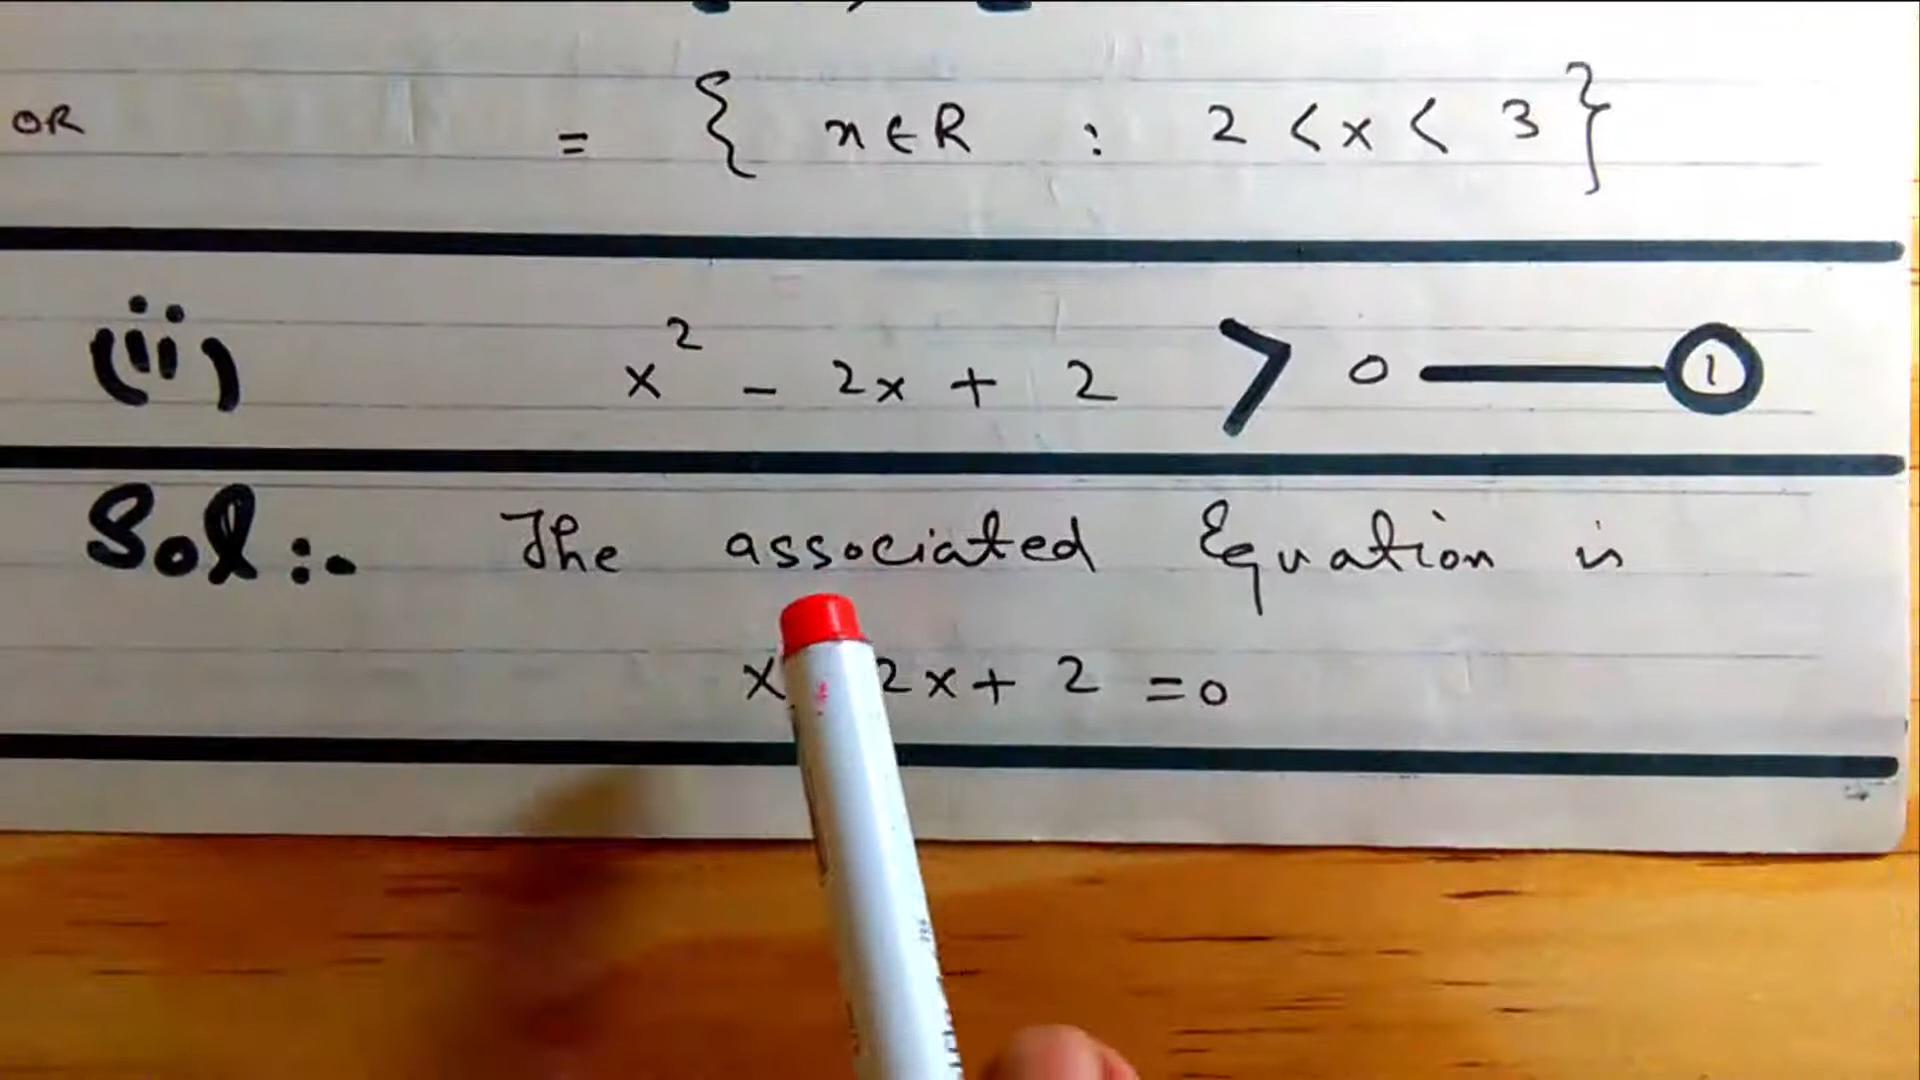 OR = { x ∈ R : 2 < x < 3 }
(ii) x² - 2x + 2 > 0 — 1
Sol:- The associated Equation is
x 2x + 2 = 0